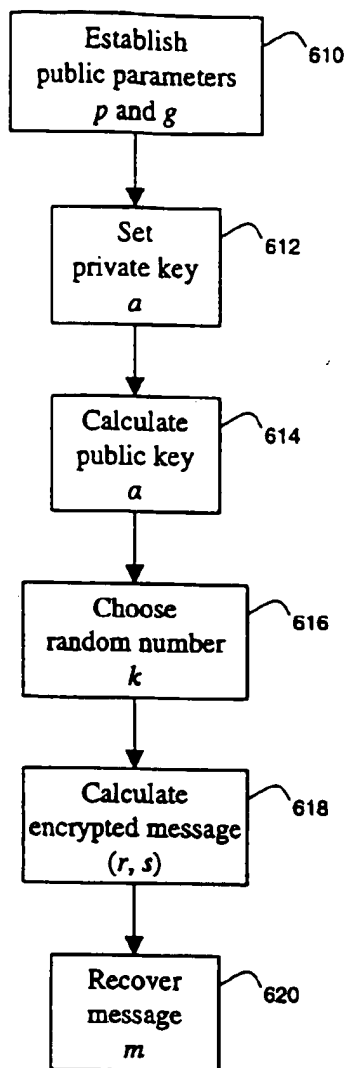 Establish
public parameters
p and g
610
Set
private key
a
612
Calculate
public key
a
614
Choose
random number
k
616
Calculate
encrypted message
(r, s)
618
Recover
message
m
620